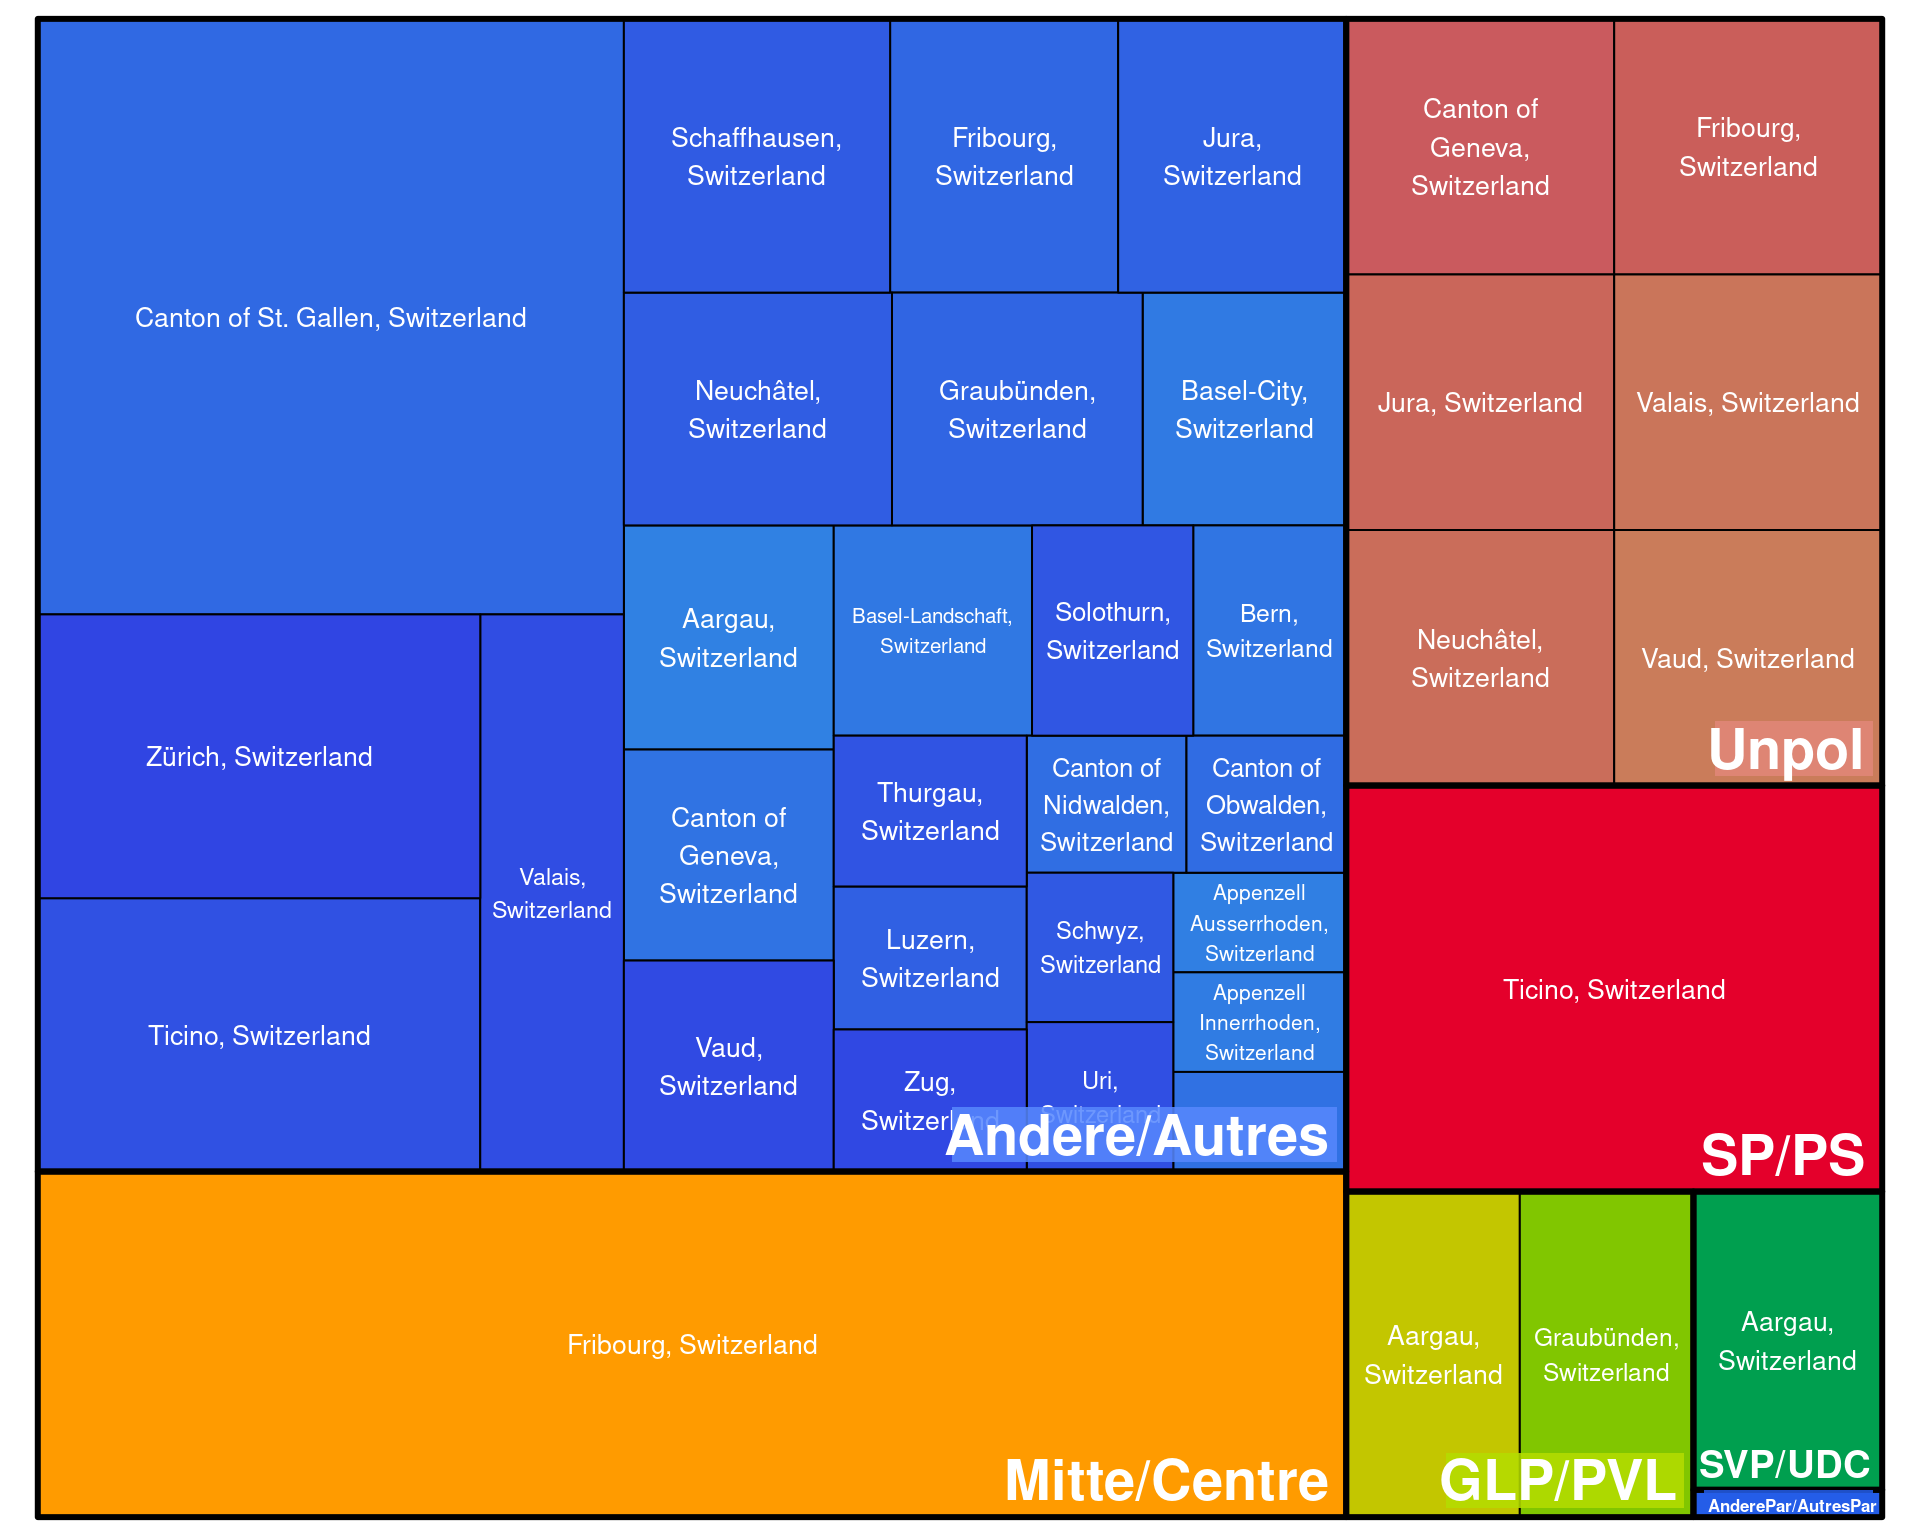 Canton of St. Gallen, Switzerland
Zürich, Switzerland
Ticino, Switzerland
Valais,
Switzerland
Schaffhausen,
Switzerland
Fribourg,
Switzerland
Jura,
Switzerland
Neuchâtel,
Switzerland
Graubünden,
Switzerland
Basel-City,
Switzerland
Aargau,
Switzerland
Basel-Landschaft,
Switzerland
Solothurn,
Switzerland
Bern,
Switzerland
Canton of
Geneva,
Switzerland
Vaud,
Switzerland
Thurgau,
Switzerland
Canton of
Nidwalden,
Switzerland
Canton of
Obwalden,
Switzerland
Luzern,
Switzerland
Schwyz,
Switzerland
Appenzell
Ausserrhoden,
Switzerland
Appenzell
Innerrhoden,
Switzerland
Zug,
Switzerland
Uri,
Switzerland
Andere/Autres
Fribourg, Switzerland
Mitte/Centre
Canton of
Geneva,
Switzerland
Fribourg,
Switzerland
Jura, Switzerland
Valais, Switzerland
Neuchâtel,
Switzerland
Vaud, Switzerland
Unpol
Ticino, Switzerland
SP/PS
Aargau,
Switzerland
Graubünden,
Switzerland
GLP/PVL
Aargau,
Switzerland
SVP/UDC
AnderePar/AutresPar